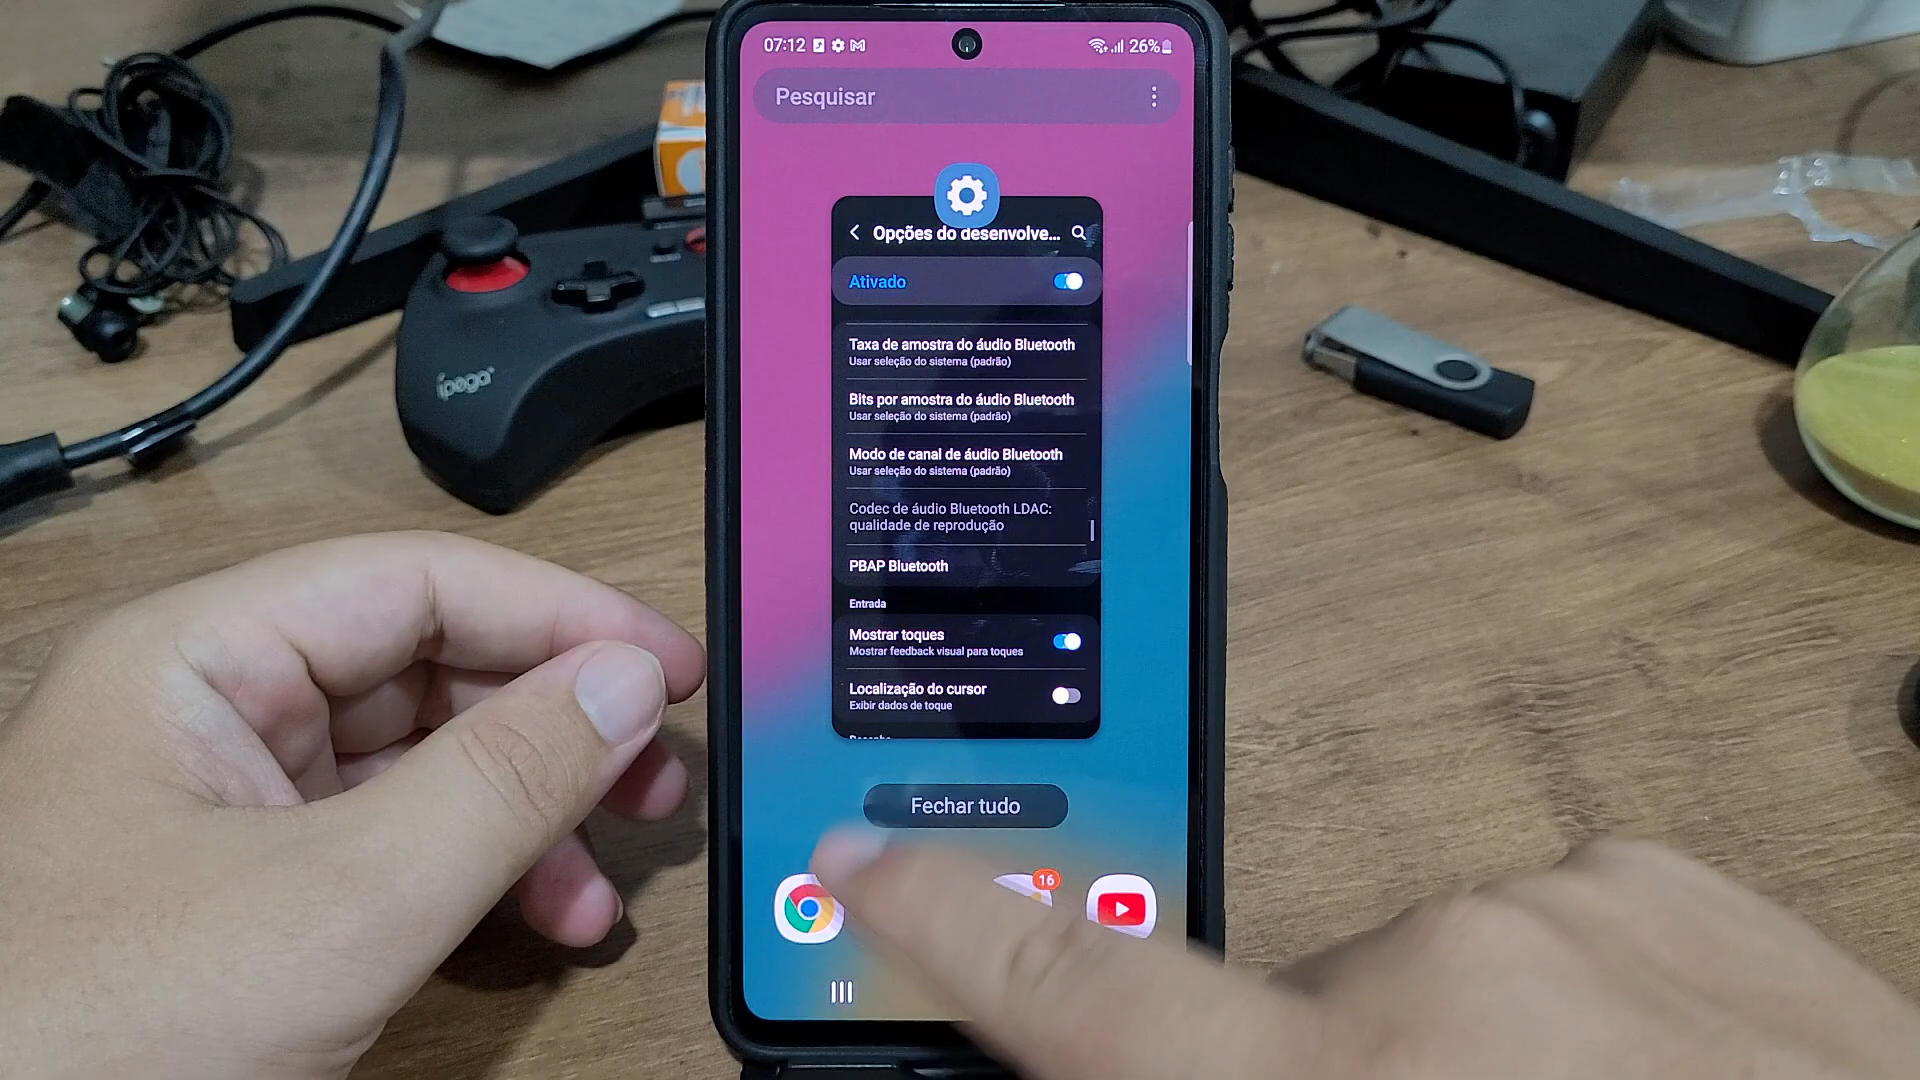 07:12
26%
Pesquisar
Opções do desenvolve...
Ativado
Taxa de amostra do áudio Bluetooth
Usar seleção do sistema (padrão)
Bits por amostra do áudio Bluetooth
Usar seleção do sistema (padrão)
Modo de canal de áudio Bluetooth
Usar seleção do sistema (padrão)
Codec de áudio Bluetooth LDAC:
qualidade de reprodução
PBAP Bluetooth
Entrada
Mostrar toques
Mostrar feedback visual para toques
Localização do cursor
Exibir dados de toque
Fechar tudo
16
ípega